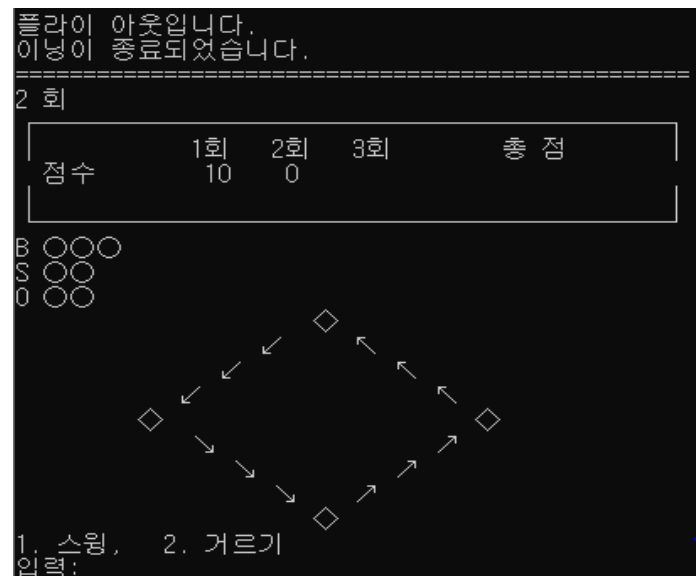 플라이 아웃입니다.
이닝이 종료되었습니다.
==================================================
2 회
1회 2회 3회 총 점
점수 10 0
B ○○○
S ○○
O ○○
1. 스윙, 2. 거르기
입력: